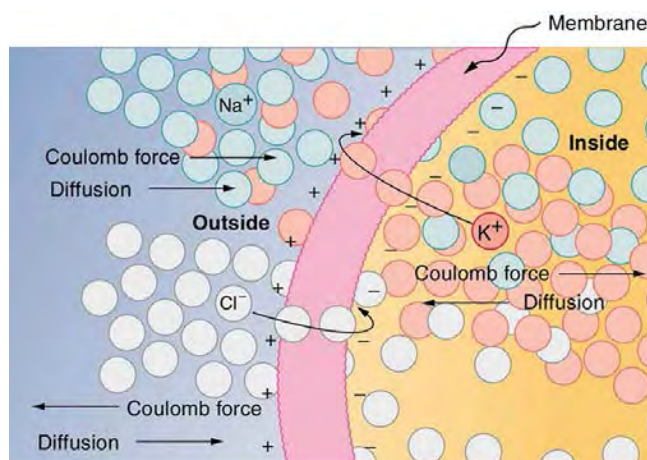 Membrane
Na+
Inside
Coulomb force
Diffusion
Outside
K+
Coulomb force
Cl−
Diffusion
Coulomb force
Diffusion